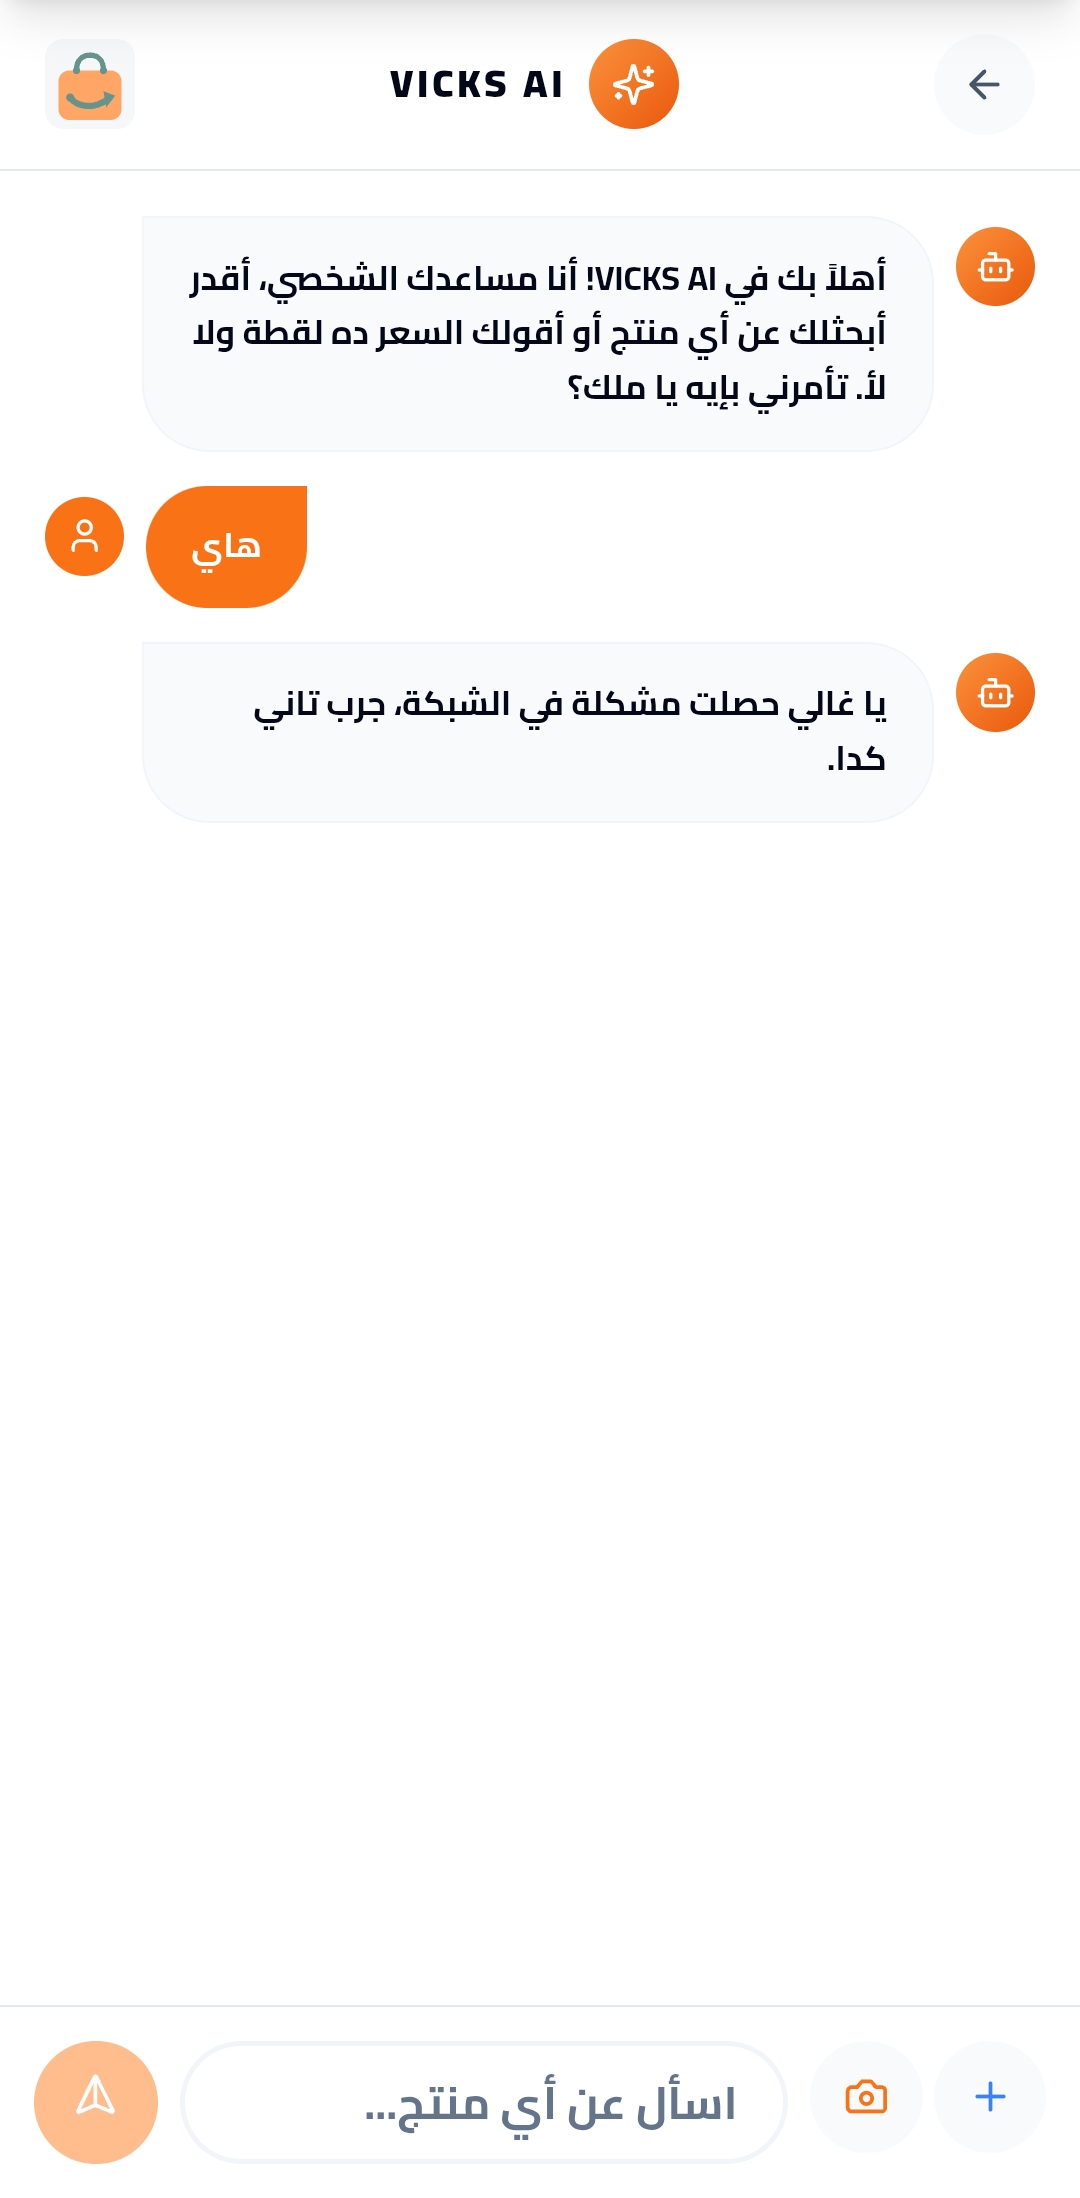 VICKS AI
أهلاً بك في VICKS AI! أنا مساعدك الشخصي، أقدر
أبحثلك عن أي منتج أو أقولك السعر ده لقطة ولا
لأ. تأمرني بإيه يا ملك؟
هاي
يا غالي حصلت مشكلة في الشبكة، جرب تاني
كدا.
اسأل عن أي منتج...